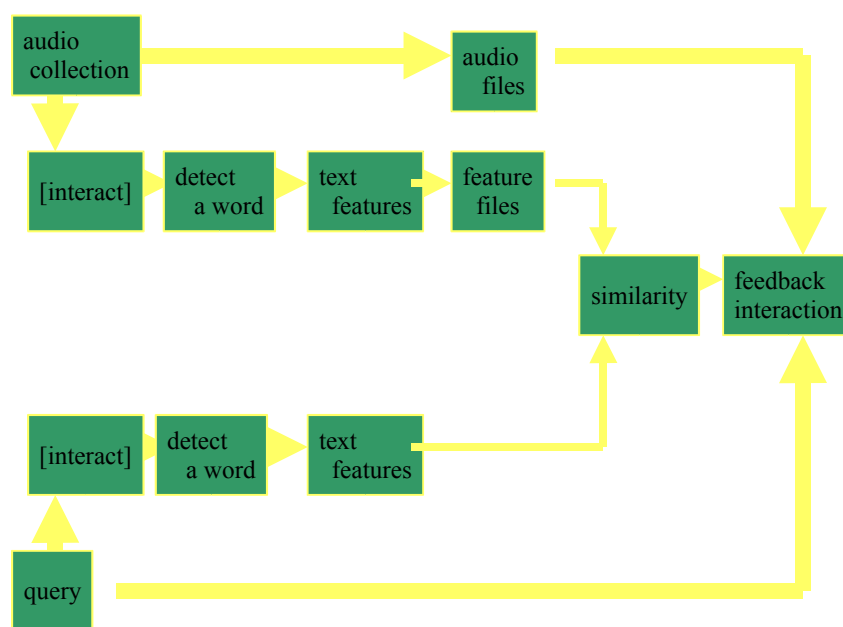 audio
collection
audio
files
[interact]
detect
a word
text
features
feature
files
similarity
feedback
interaction
[interact]
detect
a word
text
features
query